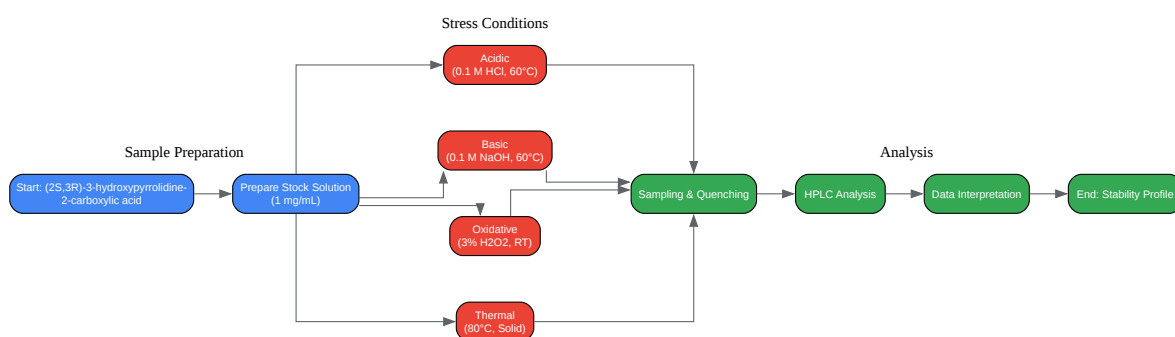 Stress Conditions
Acidic
(0.1 M HCl, 60°C)
Sample Preparation
Basic
(0.1 M NaOH, 60°C)
Analysis
Start: (2S,3R)-3-hydroxypyrrolidine-
2-carboxylic acid
Prepare Stock Solution
(1 mg/mL)
Sampling & Quenching
HPLC Analysis
Data Interpretation
End: Stability Profile
Oxidative
(3% H2O2, RT)
Thermal
(80°C, Solid)